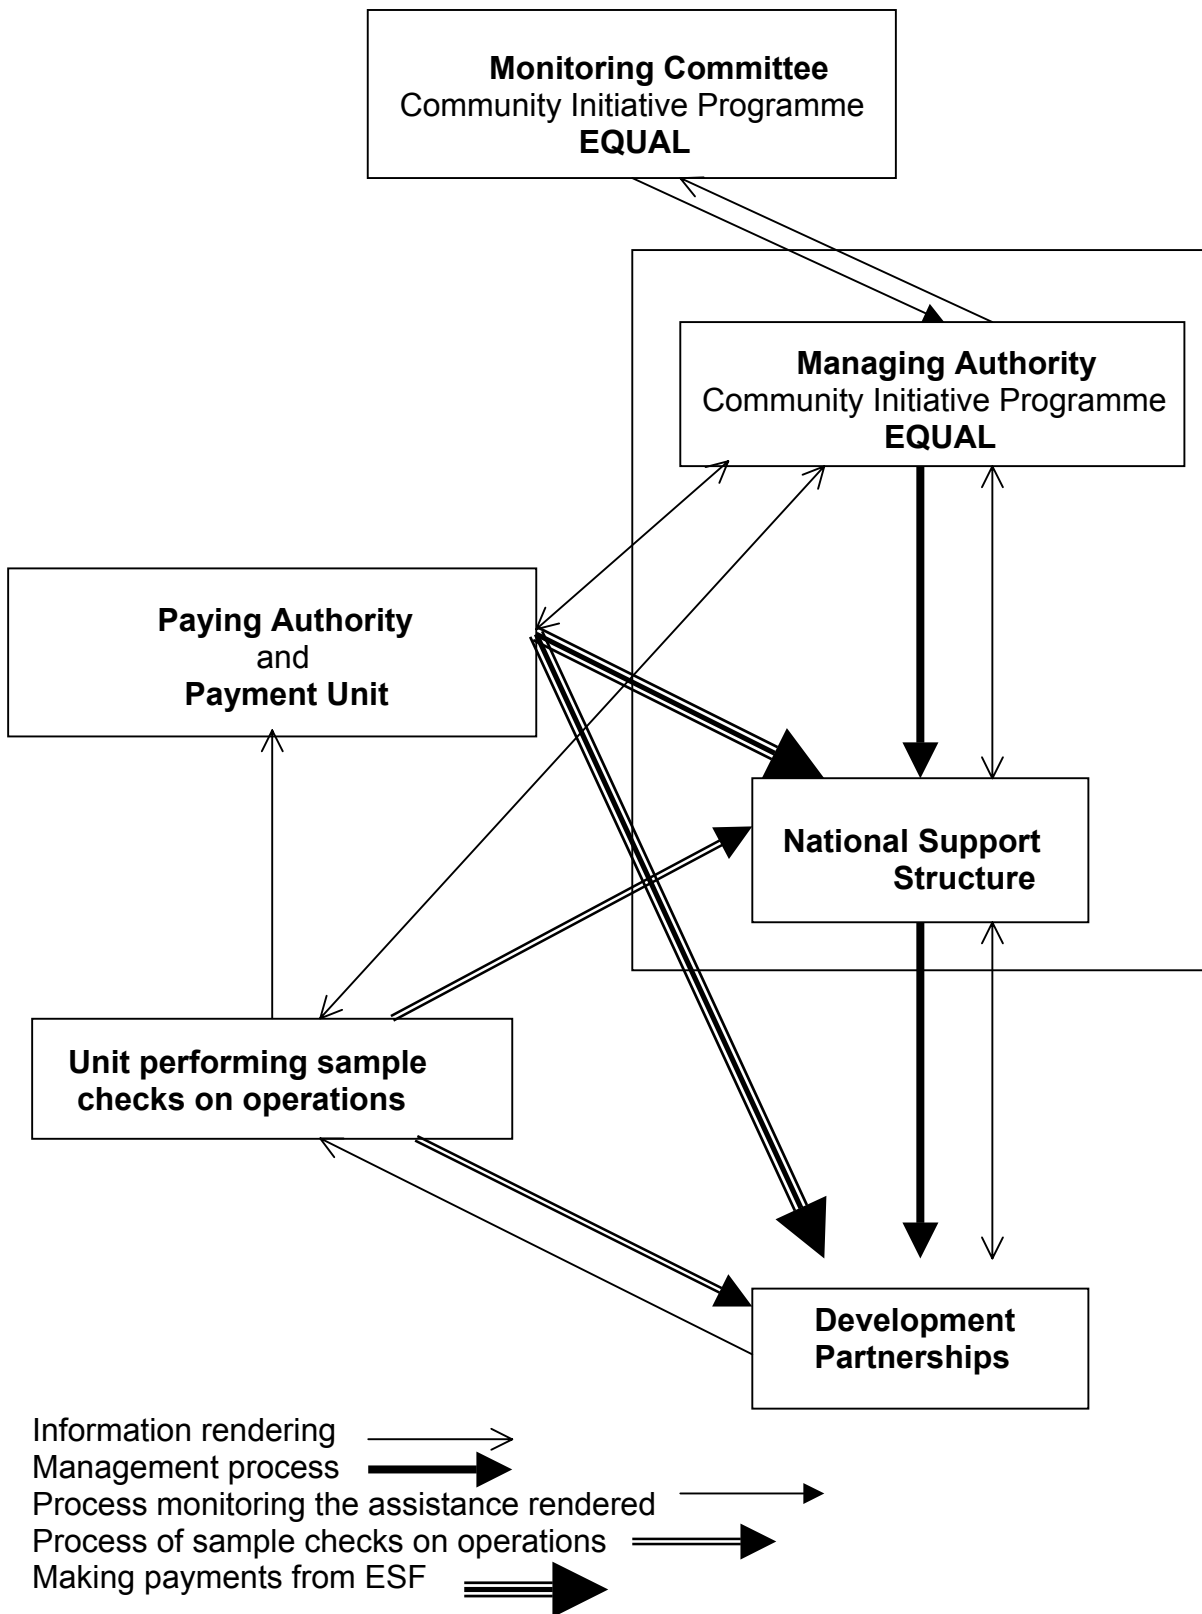 Monitoring Committee
Community Initiative Programme
EQUAL
Managing Authority
Community Initiative Programme
EQUAL
Paying Authority
and
Payment Unit
National Support
Structure
Unit performing sample
checks on operations
Development
Partnerships
Information rendering
Management process
Process monitoring the assistance rendered
Process of sample checks on operations
Making payments from ESF